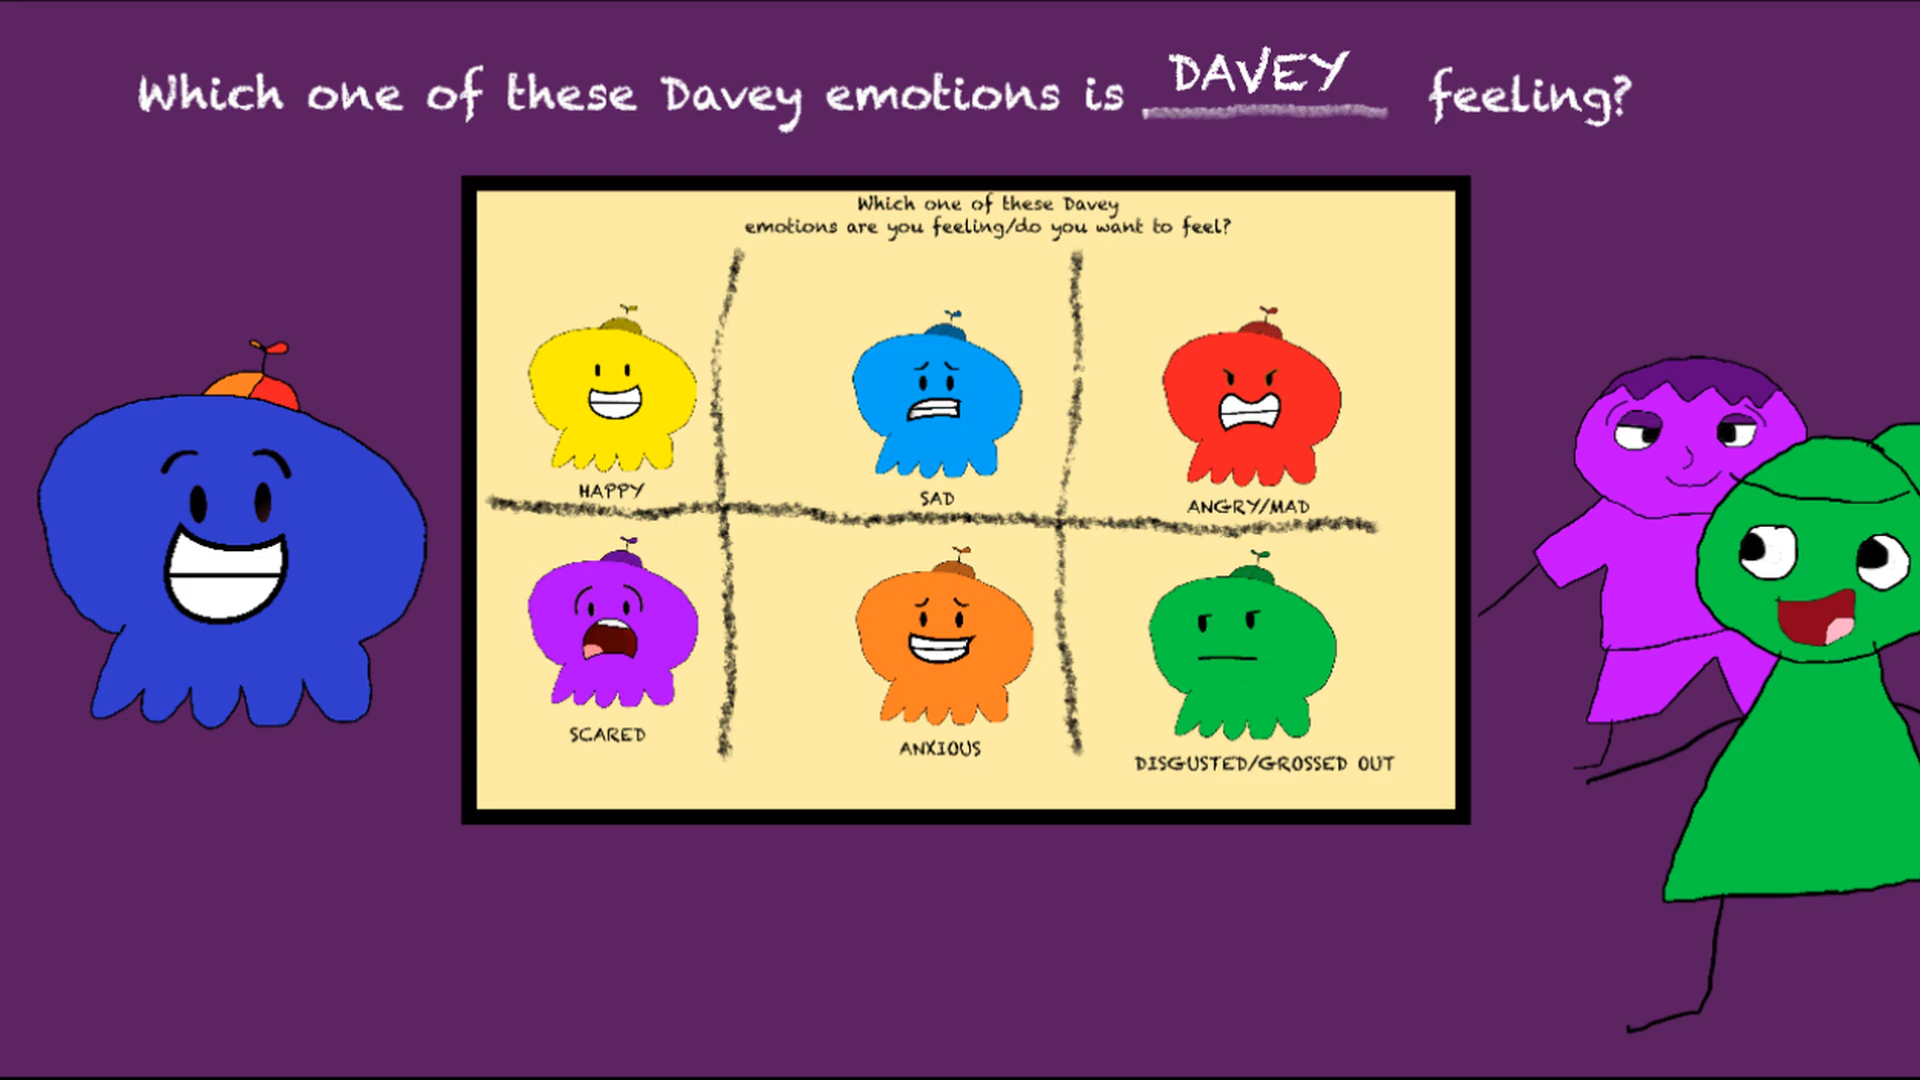 Which one of these Davey emotions is DAVEY feeling?
Which one of these Davey
emotions are you feeling/do you want to feel?
HAPPY
SAD
ANGRY/MAD
SCARED
ANXIOUS
DISGUSTED/GROSSED OUT